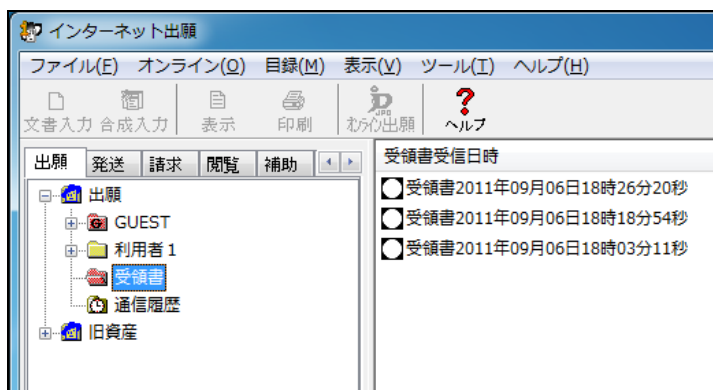 インターネット出願
ファイル(F) オンライン(O) 目録(M) 表示(V) ツール(T) ヘルプ(H)
文書入力 合成入力 表示 印刷 オンライン出願 ヘルプ
出願 発送 請求 閲覧 補助
出願
GUEST
利用者1
受領書
通信履歴
旧資産
受領書受信日時
受領書2011年09月06日18時26分20秒
受領書2011年09月06日18時18分54秒
受領書2011年09月06日18時03分11秒